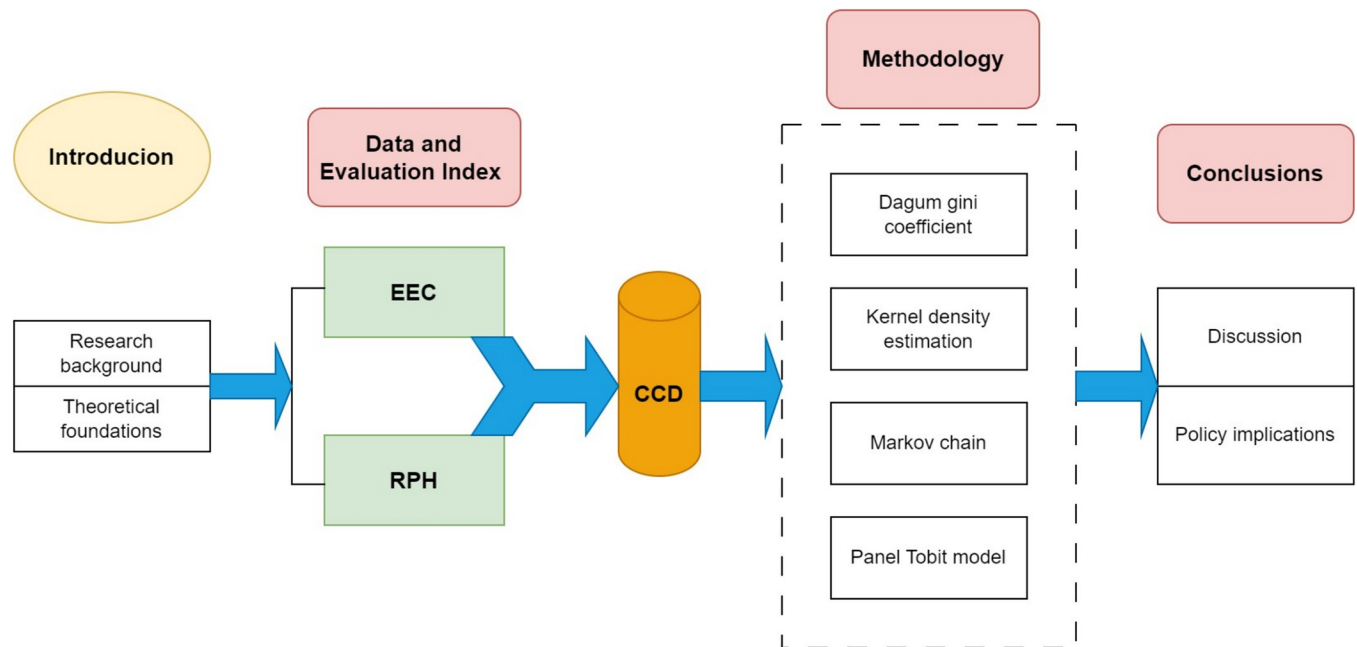 Introducion
Research
background
Theoretical
foundations
Data and
Evaluation Index
EEC
RPH
CCD
Methodology
Dagum gini
coefficient
Kernel density
estimation
Markov chain
Panel Tobit model
Conclusions
Discussion
Policy implications